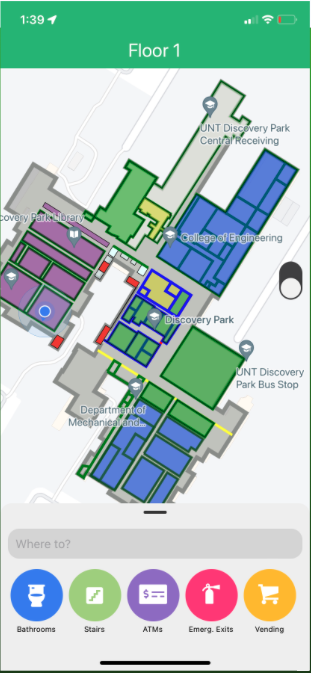 1:39
Floor 1
UNT Discovery Park
Central Receiving
covery Park Library
College of Engineering
Discovery Park
UNT Discovery
Park Bus Stop
Department of
Mechanical and...
Where to?
Bathrooms
Stairs
ATMs
Emerg. Exits
Vending